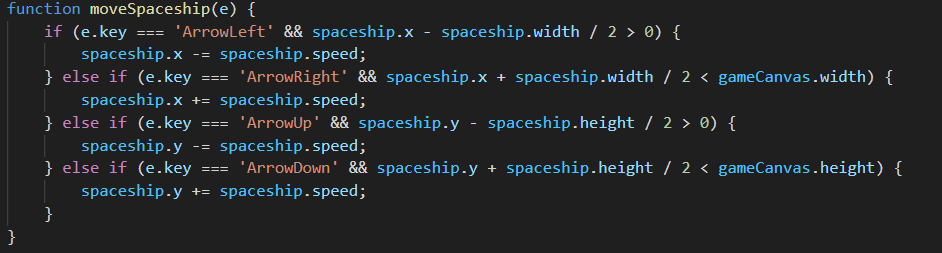 function moveSpaceship(e) {
    if (e.key === 'ArrowLeft' && spaceship.x - spaceship.width / 2 > 0) {
        spaceship.x -= spaceship.speed;
    } else if (e.key === 'ArrowRight' && spaceship.x + spaceship.width / 2 < gameCanvas.width) {
        spaceship.x += spaceship.speed;
    } else if (e.key === 'ArrowUp' && spaceship.y - spaceship.height / 2 > 0) {
        spaceship.y -= spaceship.speed;
    } else if (e.key === 'ArrowDown' && spaceship.y + spaceship.height / 2 < gameCanvas.height) {
        spaceship.y += spaceship.speed;
    }
}